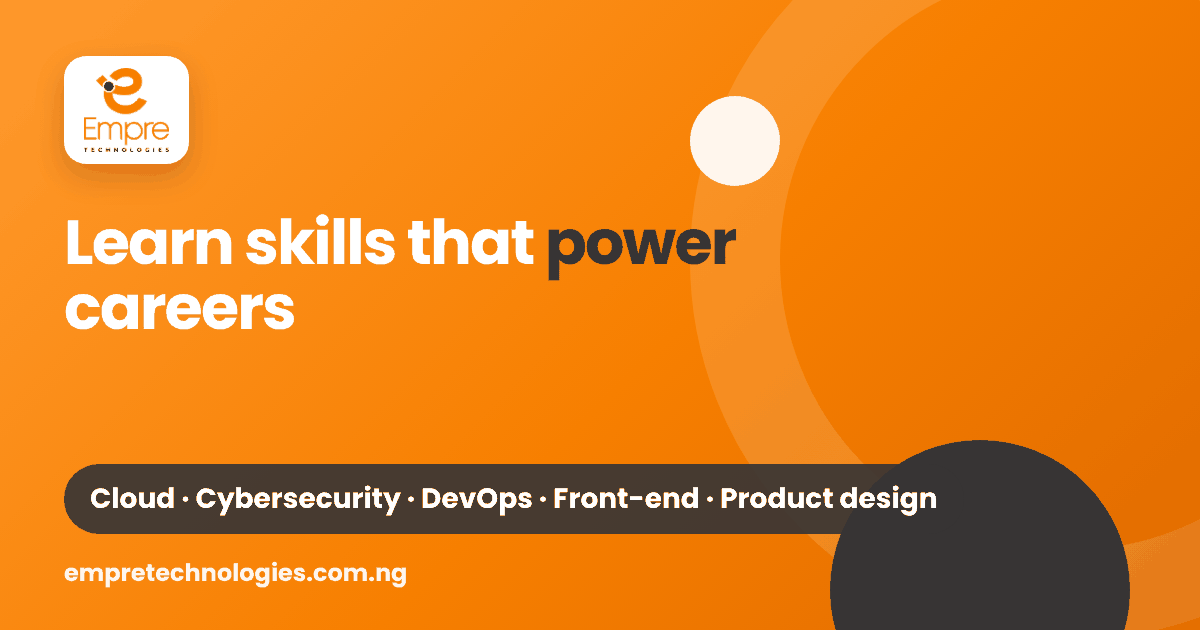 Empre
TECHNOLOGIES
Learn skills that power
careers
Cloud · Cybersecurity · DevOps · Front-end · Product design
empretechnologies.com.ng